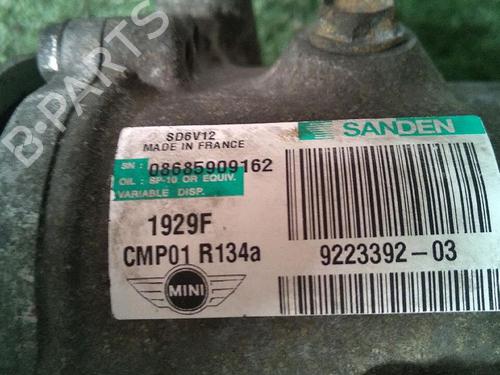 B-PARTS
SD6V12
MADE IN FRANCE
SANDEN
SN : 08685909162
OIL : SP-10 OR EQUIV.
VARIABLE DISP.
1929F
CMP01 R134a
9223392-03
MINI